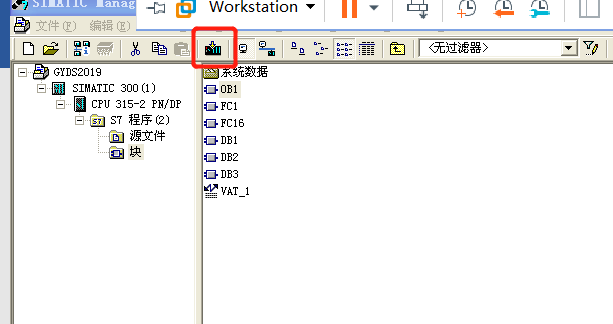 SIMATIC Manag
Workstation
文件(F) 编辑(E)
<无过滤器>
GYDS2019
SIMATIC 300(1)
CPU 315-2 PN/DP
S7 程序(2)
源文件
块
系统数据
OB1
FC1
FC16
DB1
DB2
DB3
VAT_1